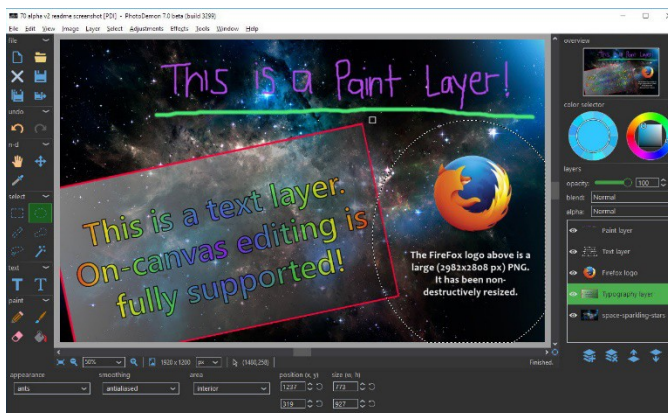 70 alpha v2 readme screenshot [PDI] - PhotoDemon 7.0 beta (build 3299)
File Edit View Image Layer Select Adjustments Effects Tools Window Help
file
undo
n-d
select
text
paint
This is a Paint Layer!
This is a text layer.
On-canvas editing is
fully supported!
The FireFox logo above is a
large (2982x2808 px) PNG.
It has been non-
destructively resized.
overview
color selector
layers
opacity: 100
blend: Normal
alpha: Normal
Paint layer
Text layer
Firefox logo
Typography layer
space-sparkling-stars
50% 1920 x 1200 px (1480,258) Finished.
appearance smoothing area position (x, y) size (w, h)
ants antialiased interior 1237 773
319 927